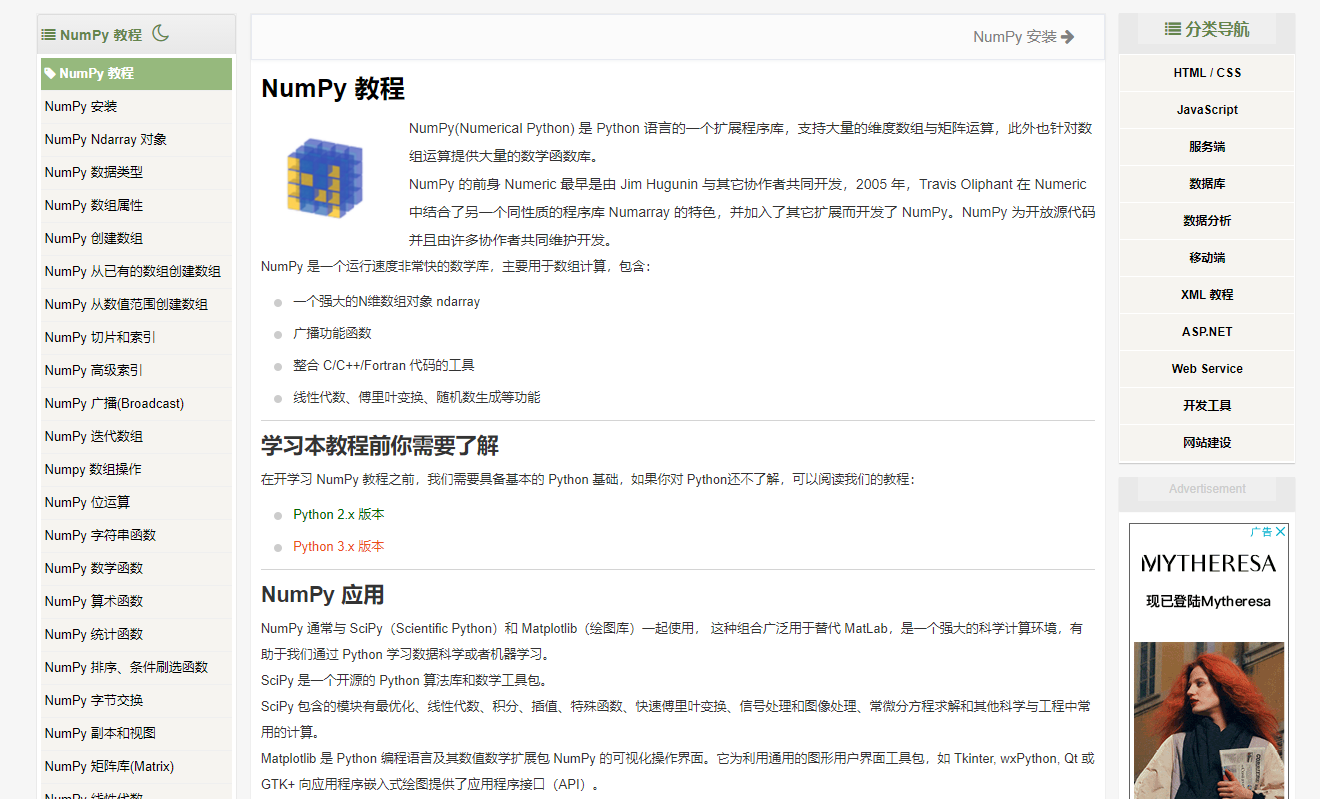 NumPy 教程
NumPy 教程
NumPy 安装
NumPy Ndarray 对象
NumPy 数据类型
NumPy 数组属性
NumPy 创建数组
NumPy 从已有的数组创建数组
NumPy 从数值范围创建数组
NumPy 切片和索引
NumPy 高级索引
NumPy 广播(Broadcast)
NumPy 迭代数组
Numpy 数组操作
NumPy 位运算
NumPy 字符串函数
NumPy 数学函数
NumPy 算术函数
NumPy 统计函数
NumPy 排序、条件刷选函数
NumPy 字节交换
NumPy 副本和视图
NumPy 矩阵库(Matrix)
NumPy 线性代数
NumPy 安装
NumPy 教程
NumPy(Numerical Python) 是 Python 语言的一个扩展程序库，支持大量的维度数组与矩阵运算，此外也针对数
组运算提供大量的数学函数库。
NumPy 的前身 Numeric 最早是由 Jim Hugunin 与其它协作者共同开发，2005 年，Travis Oliphant 在 Numeric
中结合了另一个同性质的程序库 Numarray 的特色，并加入了其它扩展而开发了 NumPy。NumPy 为开放源代码
并且由许多协作者共同维护开发。
NumPy 是一个运行速度非常快的数学库，主要用于数组计算，包含：
一个强大的N维数组对象 ndarray
广播功能函数
整合 C/C++/Fortran 代码的工具
线性代数、傅里叶变换、随机数生成等功能
学习本教程前你需要了解
在开学习 NumPy 教程之前，我们需要具备基本的 Python 基础，如果你对 Python还不了解，可以阅读我们的教程：
Python 2.x 版本
Python 3.x 版本
NumPy 应用
NumPy 通常与 SciPy（Scientific Python）和 Matplotlib（绘图库）一起使用， 这种组合广泛用于替代 MatLab，是一个强大的科学计算环境，有
助于我们通过 Python 学习数据科学或者机器学习。
SciPy 是一个开源的 Python 算法库和数学工具包。
SciPy 包含的模块有最优化、线性代数、积分、插值、特殊函数、快速傅里叶变换、信号处理和图像处理、常微分方程求解和其他科学与工程中常
用的计算。
Matplotlib 是 Python 编程语言及其数值数学扩展包 NumPy 的可视化操作界面。它为利用通用的图形用户界面工具包，如 Tkinter, wxPython, Qt 或
GTK+ 向应用程序嵌入式绘图提供了应用程序接口（API）。
分类导航
HTML / CSS
JavaScript
服务端
数据库
数据分析
移动端
XML 教程
ASP.NET
Web Service
开发工具
网站建设
Advertisement
广告
MYTHERESA
现已登陆Mytheresa